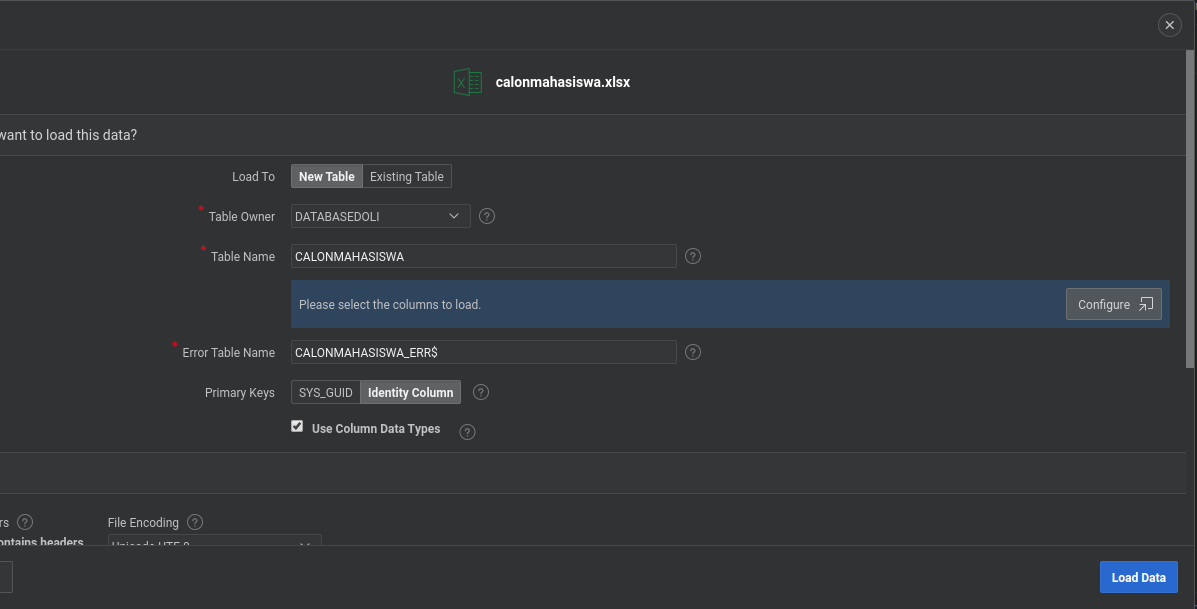 calonmahasiswa.xlsx
want to load this data?
Load To New Table Existing Table
Table Owner DATABASEDOLI
Table Name CALONMAHASISWA
Please select the columns to load. Configure
Error Table Name CALONMAHASISWA_ERR$
Primary Keys SYS_GUID Identity Column
Use Column Data Types
rs File Encoding
ontains headers
Load Data